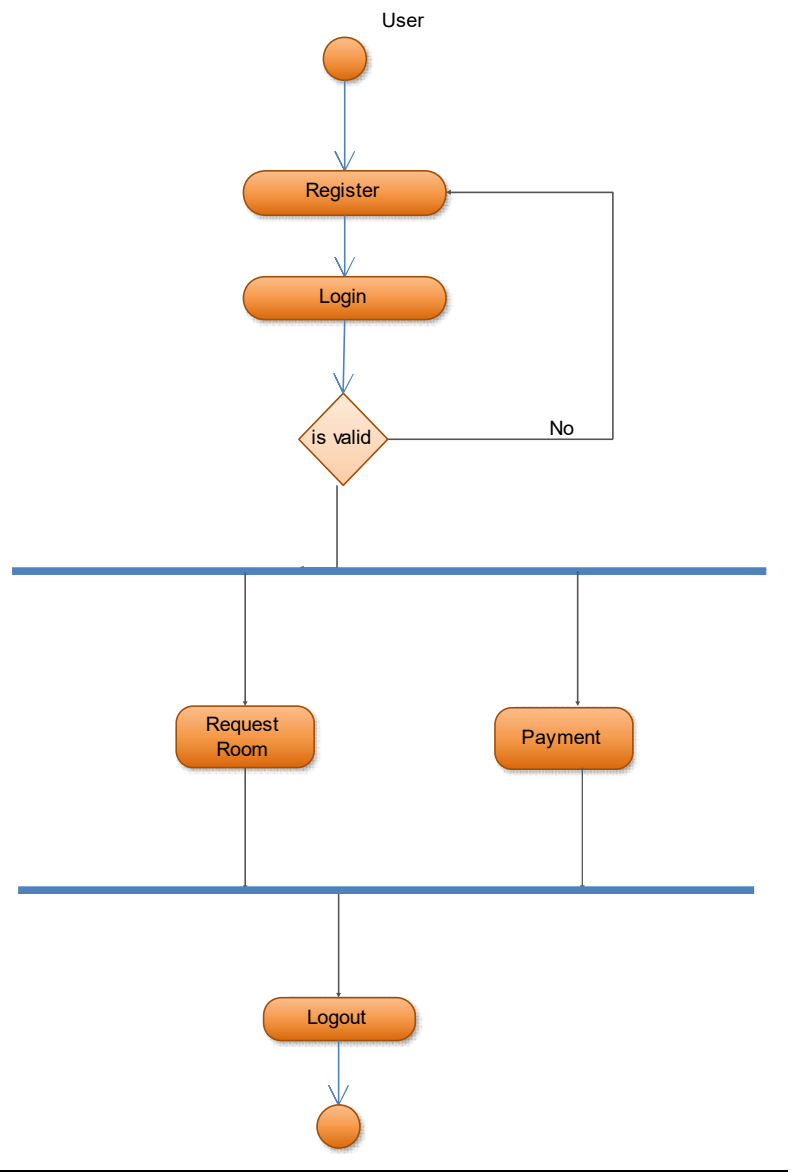 User
Register
Login
is valid
No
Request
Room
Payment
Logout